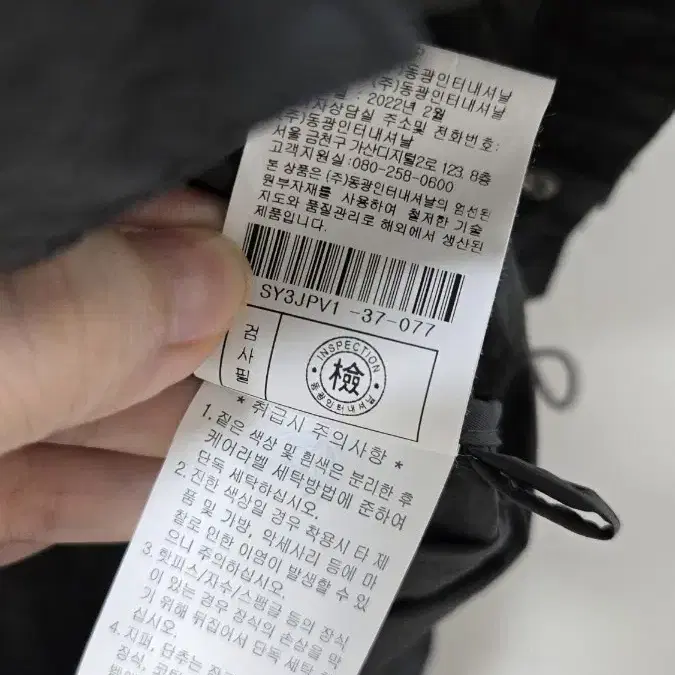 (주)동광인터내셔날
: 2022년 2월
자상담실 주소및 전화번호:
(주)동광인터내셔날
서울 금천구 가산디지털2로 123, 8층
고객지원실:080-258-0600
본 상품은 (주)동광인터내셔날의 엄선된
원부자재를 사용하여 철저한 기술
지도와 품질관리로 해외에서 생산된
제품입니다.
SY3JPV1 -37-077
검사필
INSPECTION
檢
동광인터내셔날
* 취급시 주의사항 *
1. 짙은 색상 및 흰색은 분리한 후
케어라벨 세탁방법에 준하여
단독 세탁하십시오.
2. 진한 색상일 경우 착용시 타 제
품 및 가방, 악세사리 등에 마
찰로 인한 이염이 발생할 수 있
으니 주의하십시오.
3. 핫피스/자수/스팽글 등의 장식
이 있는 경우 장식의 손상을 막
기 위해 뒤집어서 단독 세탁
십시오.
4. 지퍼, 단추는
장식,